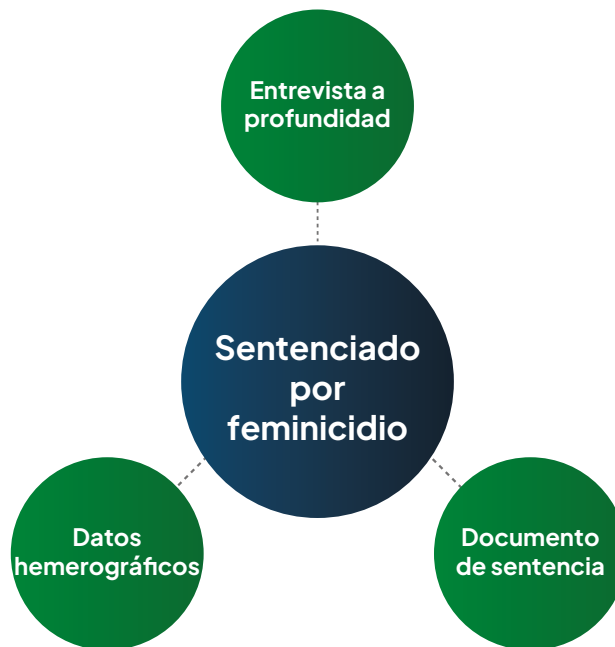 Entrevista a
profundidad
Sentenciado
por
feminicidio
Datos
hemerográficos
Documento
de sentencia